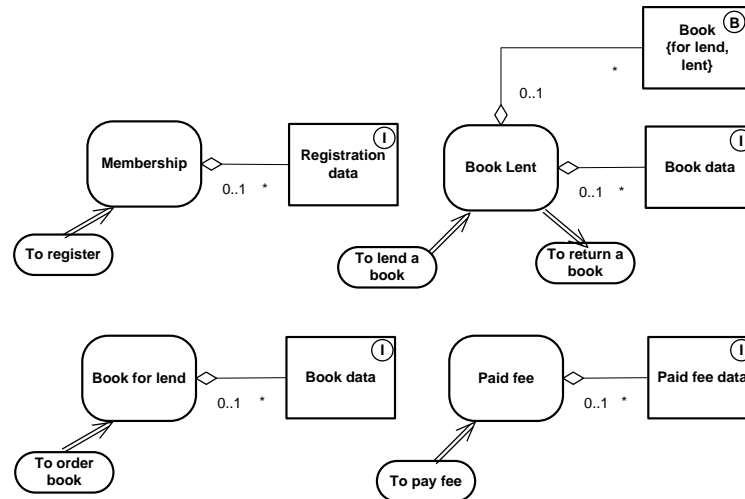 B
Book
{for lend,
lent}
0..1 *
I
Membership
Registration
data
0..1 *
To register
I
Book Lent
Book data
0..1 *
To lend a
book
To return a
book
I
Book for lend
Book data
0..1 *
To order
book
I
Paid fee
Paid fee data
0..1 *
To pay fee